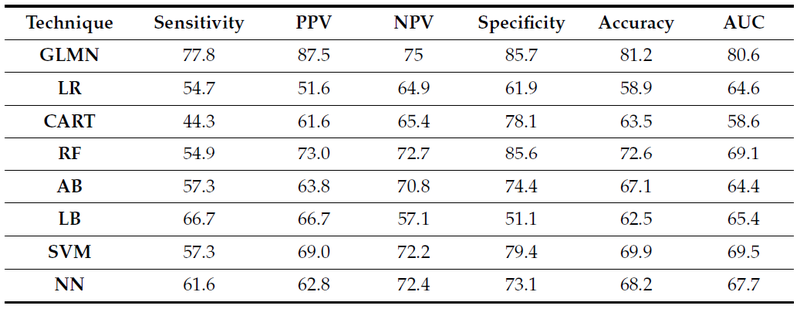 Technique Sensitivity PPV NPV Specificity Accuracy AUC
GLMN 77.8 87.5 75 85.7 81.2 80.6
LR 54.7 51.6 64.9 61.9 58.9 64.6
CART 44.3 61.6 65.4 78.1 63.5 58.6
RF 54.9 73.0 72.7 85.6 72.6 69.1
AB 57.3 63.8 70.8 74.4 67.1 64.4
LB 66.7 66.7 57.1 51.1 62.5 65.4
SVM 57.3 69.0 72.2 79.4 69.9 69.5
NN 61.6 62.8 72.4 73.1 68.2 67.7